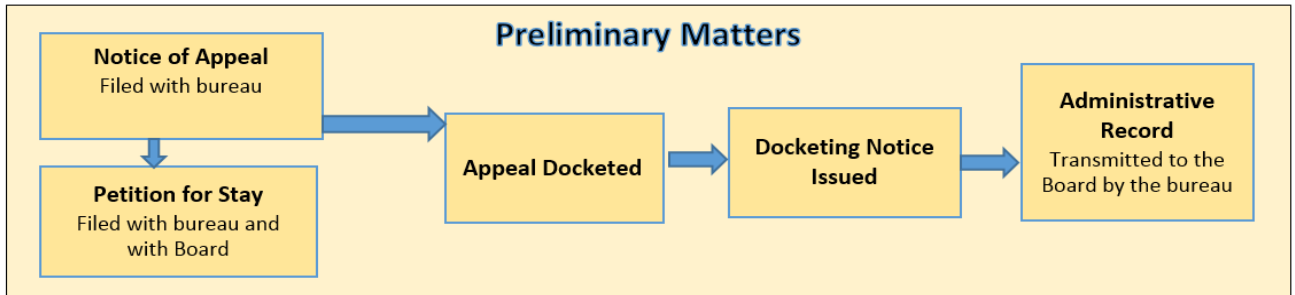 Preliminary Matters
Notice of Appeal
Filed with bureau
Petition for Stay
Filed with bureau and
with Board
Appeal Docketed
Docketing Notice
Issued
Administrative
Record
Transmitted to the
Board by the bureau